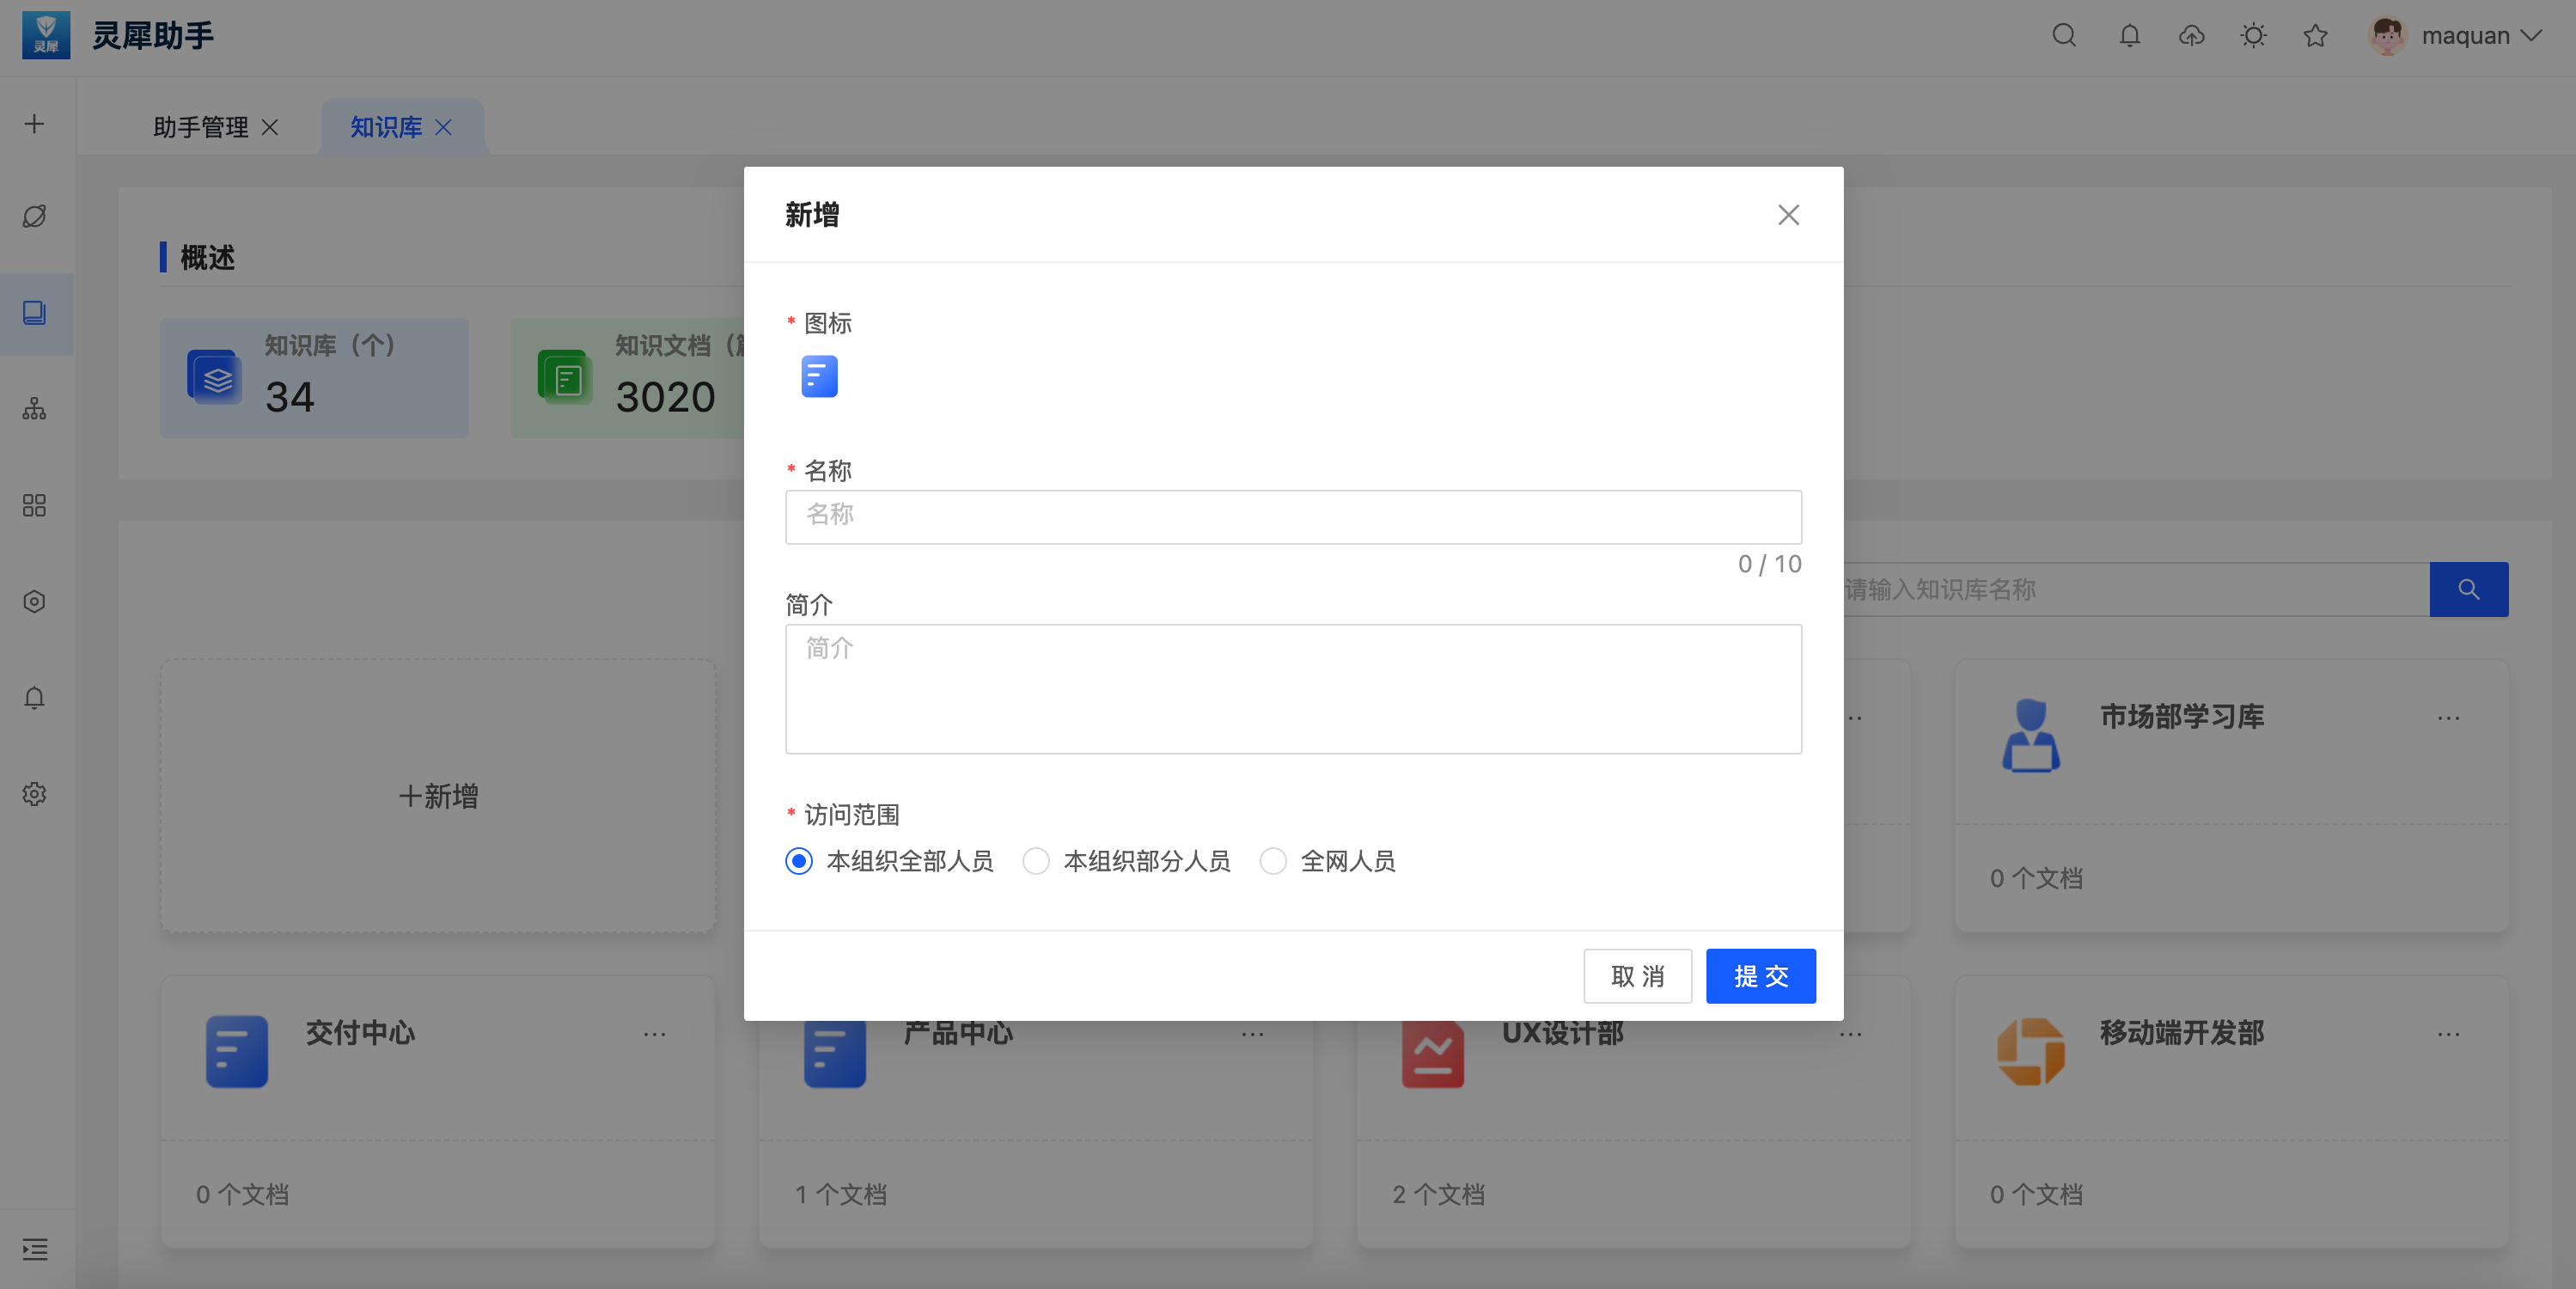 灵犀
灵犀助手
maquan
助手管理
知识库
概述
知识库（个）
34
知识文档（
3020
新增
* 图标
* 名称
名称
0 / 10
简介
简介
* 访问范围
本组织全部人员
本组织部分人员
全网人员
取 消
提 交
请输入知识库名称
+新增
市场部学习库
...
0 个文档
交付中心
...
0 个文档
产品中心
...
1 个文档
UX设计部
...
2 个文档
移动端开发部
...
0 个文档